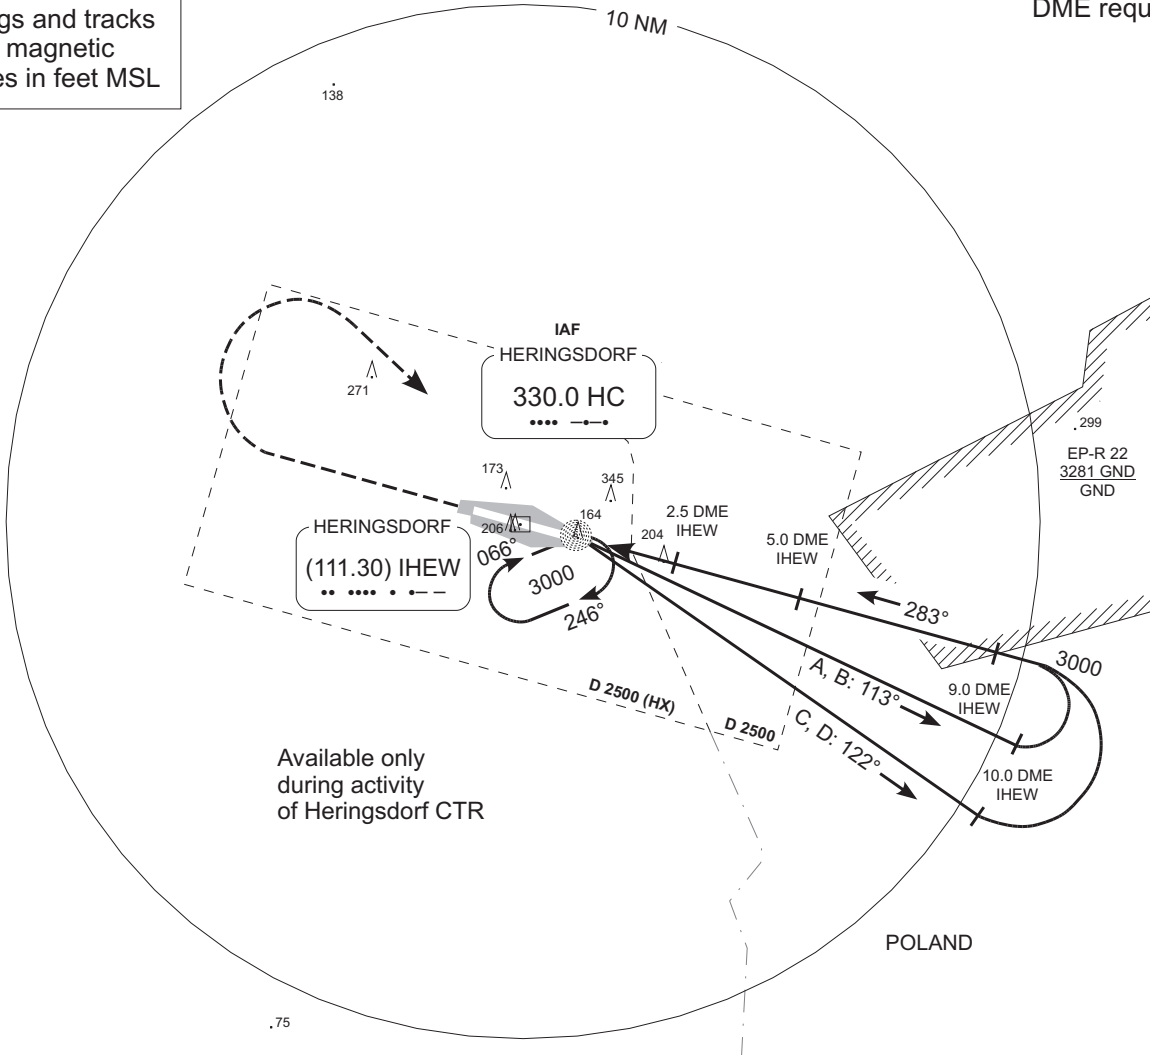 gs and tracks
magnetic
es in feet MSL
10 NM
DME requ
138
IAF
HERINGSDORF
330.0 HC
271
.299
EP-R 22
3281 GND
GND
173
345
206
164
204
2.5 DME
IHEW
5.0 DME
IHEW
HERINGSDORF
(111.30) IHEW
066°
3000
246°
283°
3000
A, B: 113°
9.0 DME
IHEW
D 2500 (HX)
D 2500
C, D: 122°
10.0 DME
IHEW
Available only
during activity
of Heringsdorf CTR
POLAND
.75